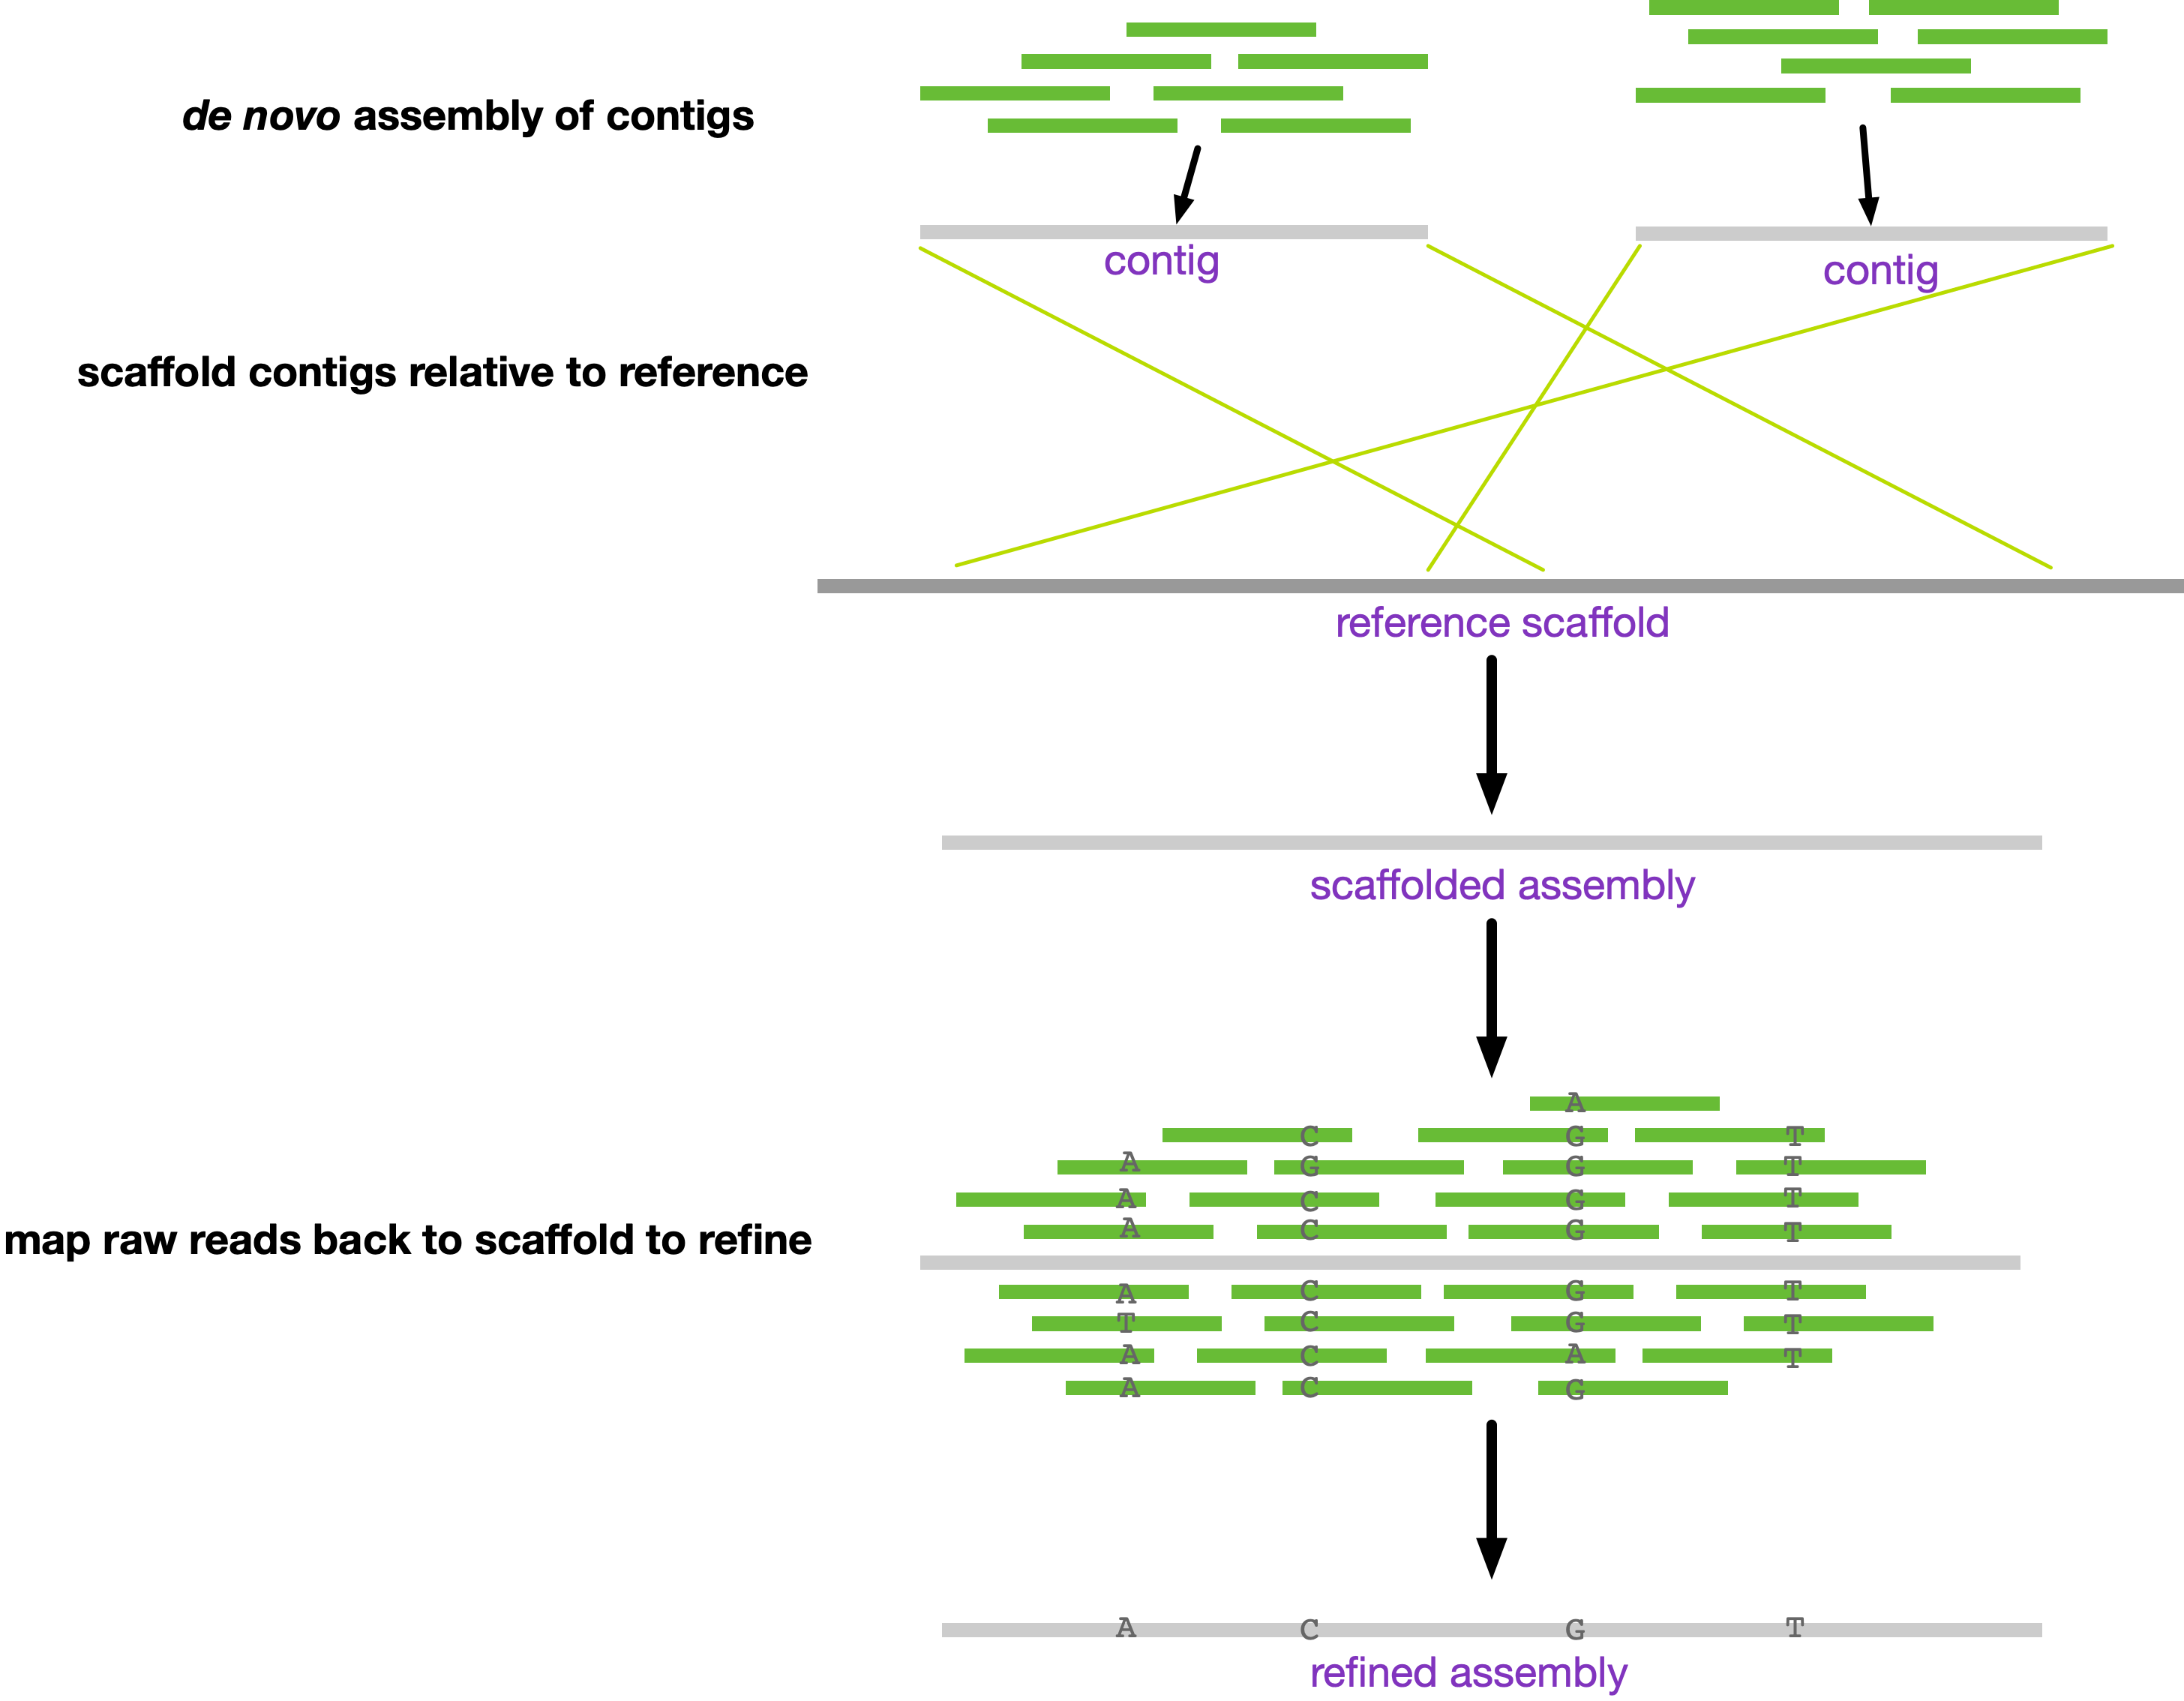 de novo assembly of contigs
contig
contig
scaffold contigs relative to reference
reference scaffold
scaffolded assembly
A
C G T
A G G T
A C G T
A C G T
map raw reads back to scaffold to refine
A C G T
T C G T
A C A T
A C G
A C G T
refined assembly